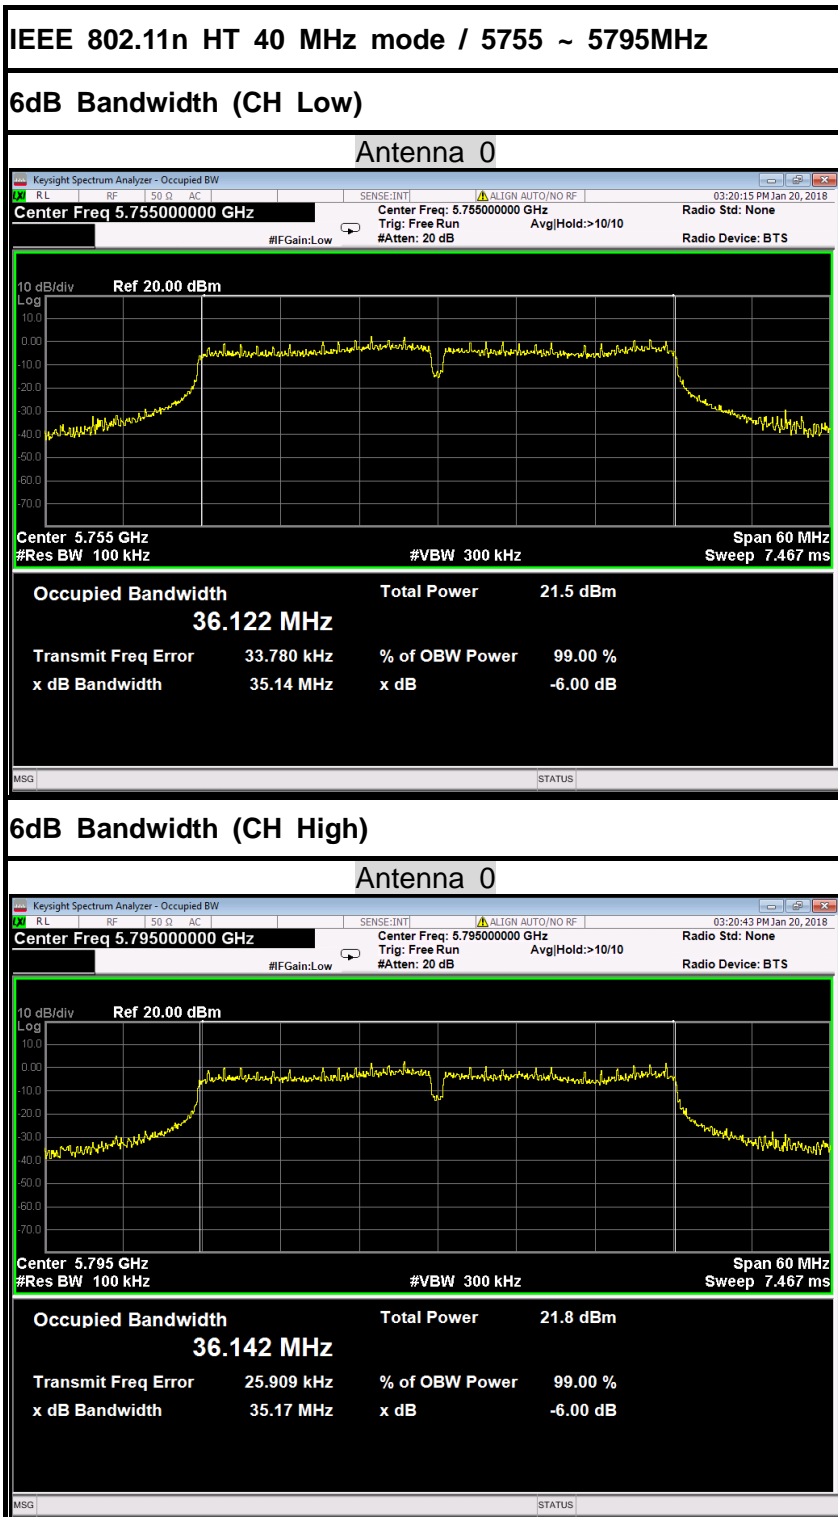 IEEE 802.11n HT 40 MHz mode / 5755 ~ 5795MHz
6dB Bandwidth (CH Low)
Antenna 0
Keysight Spectrum Analyzer - Occupied BW
LXI RL RF 50 Ω AC SENSE:INT ALIGN AUTO/NO RF 03:20:15 PM Jan 20, 2018
Center Freq 5.755000000 GHz Center Freq: 5.755000000 GHz Radio Std: None
Trig: Free Run Avg|Hold:>10/10
#IFGain:Low #Atten: 20 dB Radio Device: BTS
10 dB/div Ref 20.00 dBm
Log
10.0
0.00
-10.0
-20.0
-30.0
-40.0
-50.0
-60.0
-70.0
Center 5.755 GHz Span 60 MHz
#Res BW 100 kHz #VBW 300 kHz Sweep 7.467 ms
Occupied Bandwidth Total Power 21.5 dBm
36.122 MHz
Transmit Freq Error 33.780 kHz % of OBW Power 99.00 %
x dB Bandwidth 35.14 MHz x dB -6.00 dB
MSG STATUS
6dB Bandwidth (CH High)
Antenna 0
Keysight Spectrum Analyzer - Occupied BW
LXI RL RF 50 Ω AC SENSE:INT ALIGN AUTO/NO RF 03:20:43 PM Jan 20, 2018
Center Freq 5.795000000 GHz Center Freq: 5.795000000 GHz Radio Std: None
Trig: Free Run Avg|Hold:>10/10
#IFGain:Low #Atten: 20 dB Radio Device: BTS
10 dB/div Ref 20.00 dBm
Log
10.0
0.00
-10.0
-20.0
-30.0
-40.0
-50.0
-60.0
-70.0
Center 5.795 GHz Span 60 MHz
#Res BW 100 kHz #VBW 300 kHz Sweep 7.467 ms
Occupied Bandwidth Total Power 21.8 dBm
36.142 MHz
Transmit Freq Error 25.909 kHz % of OBW Power 99.00 %
x dB Bandwidth 35.17 MHz x dB -6.00 dB
MSG STATUS